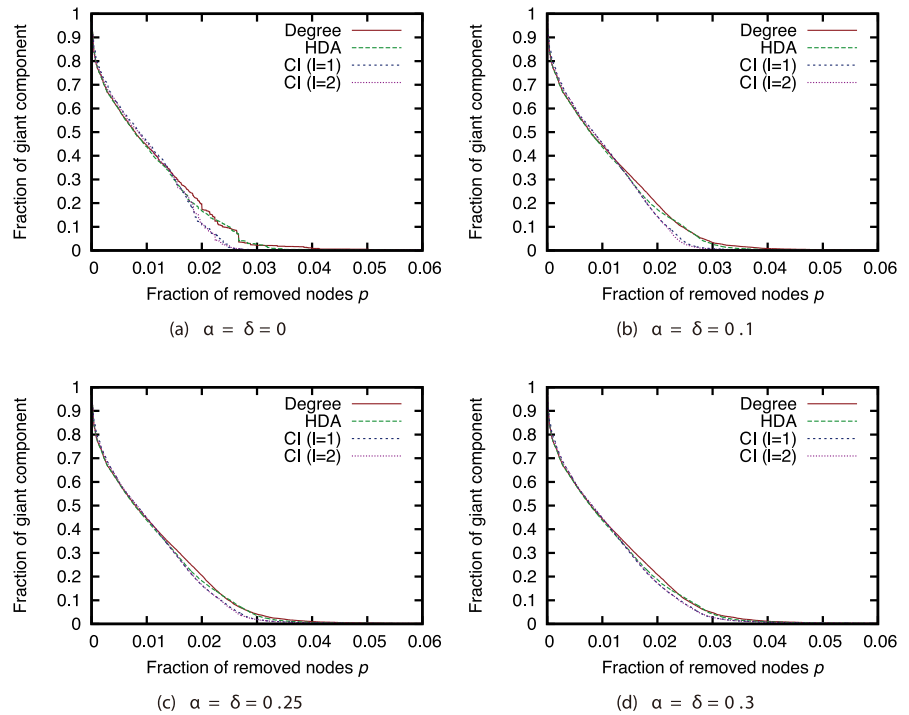 Fraction of giant component
1
0.9
0.8
0.7
0.6
0.5
0.4
0.3
0.2
0.1
0
0 0.01 0.02 0.03 0.04 0.05 0.06
Degree
HDA
CI (l=1)
CI (l=2)
Fraction of removed nodes p
(a) α = δ = 0
Fraction of giant component
1
0.9
0.8
0.7
0.6
0.5
0.4
0.3
0.2
0.1
0
0 0.01 0.02 0.03 0.04 0.05 0.06
Degree
HDA
CI (l=1)
CI (l=2)
Fraction of removed nodes p
(b) α = δ = 0.1
Fraction of giant component
1
0.9
0.8
0.7
0.6
0.5
0.4
0.3
0.2
0.1
0
0 0.01 0.02 0.03 0.04 0.05 0.06
Degree
HDA
CI (l=1)
CI (l=2)
Fraction of removed nodes p
(c) α = δ = 0.25
Fraction of giant component
1
0.9
0.8
0.7
0.6
0.5
0.4
0.3
0.2
0.1
0
0 0.01 0.02 0.03 0.04 0.05 0.06
Degree
HDA
CI (l=1)
CI (l=2)
Fraction of removed nodes p
(d) α = δ = 0.3